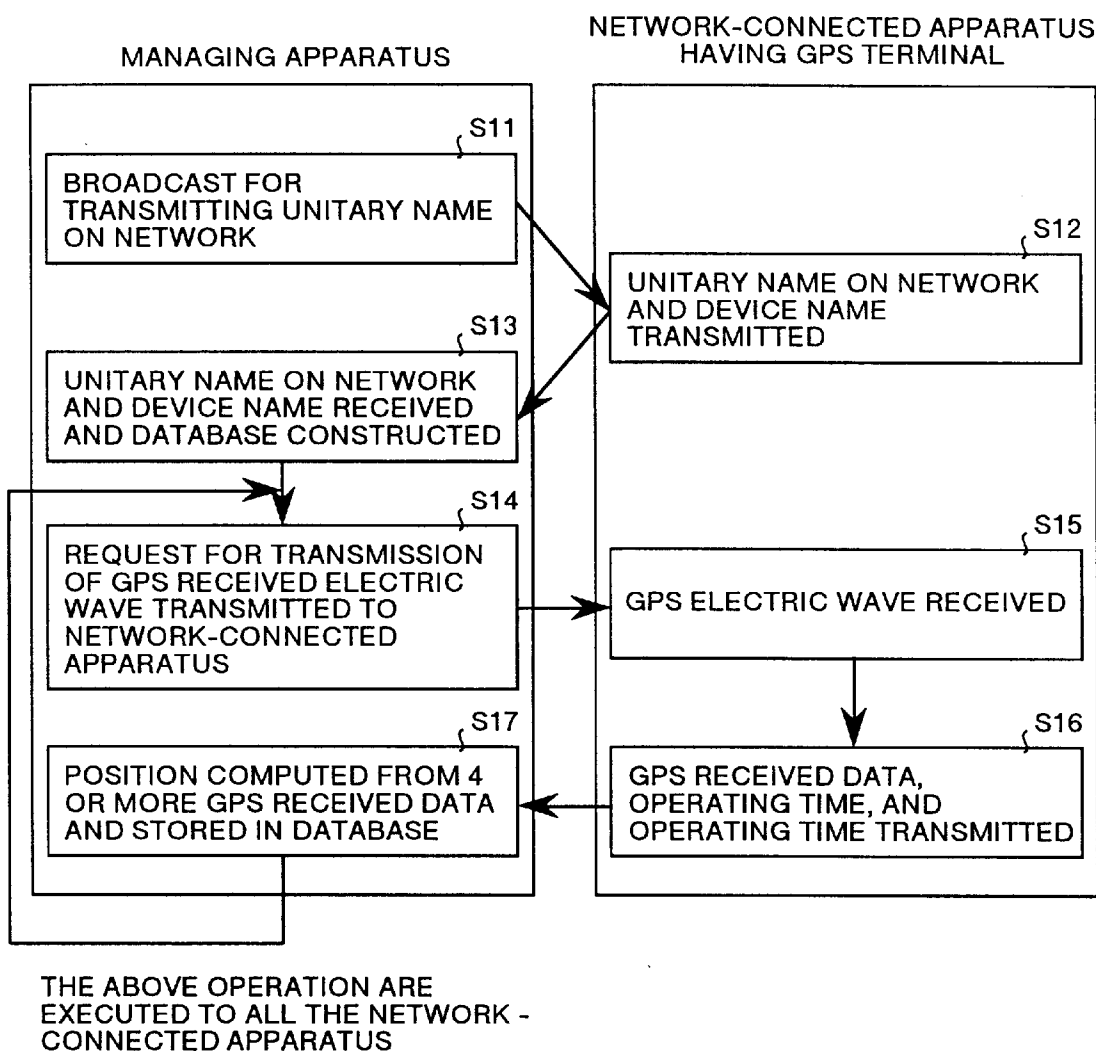 MANAGING APPARATUS
NETWORK-CONNECTED APPARATUS
HAVING GPS TERMINAL
S11
BROADCAST FOR
TRANSMITTING UNITARY NAME
ON NETWORK
S12
UNITARY NAME ON NETWORK
AND DEVICE NAME
TRANSMITTED
S13
UNITARY NAME ON NETWORK
AND DEVICE NAME RECEIVED
AND DATABASE CONSTRUCTED
S14
REQUEST FOR TRANSMISSION
OF GPS RECEIVED ELECTRIC
WAVE TRANSMITTED TO
NETWORK-CONNECTED
APPARATUS
S15
GPS ELECTRIC WAVE RECEIVED
S16
GPS RECEIVED DATA,
OPERATING TIME, AND
OPERATING TIME TRANSMITTED
S17
POSITION COMPUTED FROM 4
OR MORE GPS RECEIVED DATA
AND STORED IN DATABASE
THE ABOVE OPERATION ARE
EXECUTED TO ALL THE NETWORK -
CONNECTED APPARATUS